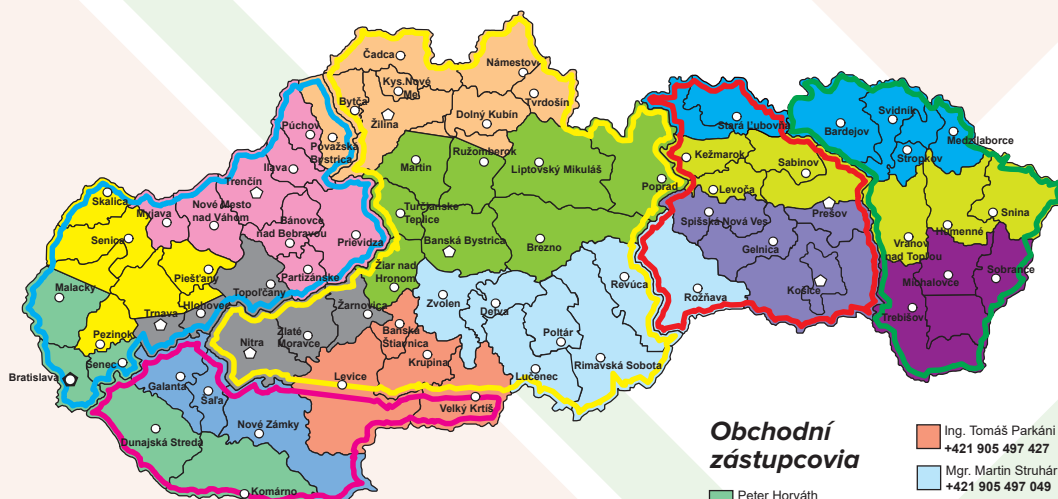 Čadca
Námestov
Kys.Nové
Mel
Bytča
Tvrdošín
Dolný Kubín
Žilina
Púchov
Považská
Bystrica
Ilava
Trenčín
Martin
Ružomberok
Liptovský Mikuláš
Poprad
Stará Ľubovňa
Kežmarok
Sabinov
Levoča
Prešov
Spišská Nová Ves
Gelnica
Košice
Rožňava
Bardejov
Svidník
Medzilaborce
Stropkov
Snina
Humenné
Vranov
nad Topľou
Michalovce
Sobrance
Trebišov
Skalica
Myjava
Nové Mesto
nad Váhom
Bánovce
nad Bebravou
Prievidza
Turčianske
Teplice
Banská Bystrica
Brezno
Senica
Piešťany
Topoľčany
Partizánske
Žiar nad
Hronom
Malacky
Hlohovec
Trnava
Žarnovica
Zvolen
Detva
Revúca
Pezinok
Nitra
Zlaté
Moravce
Banská
Štiavnica
Poltár
Krupina
Rimavská Sobota
Lučenec
Bratislava
Senec
Galanta
Šaľa
Levice
Veľký Krtíš
Nové Zámky
Dunajská Streda
Komárno
Obchodní
zástupcovia
Peter Horváth
Ing. Tomáš Parkáni
+421 905 497 427
Mgr. Martin Struhár
+421 905 497 049